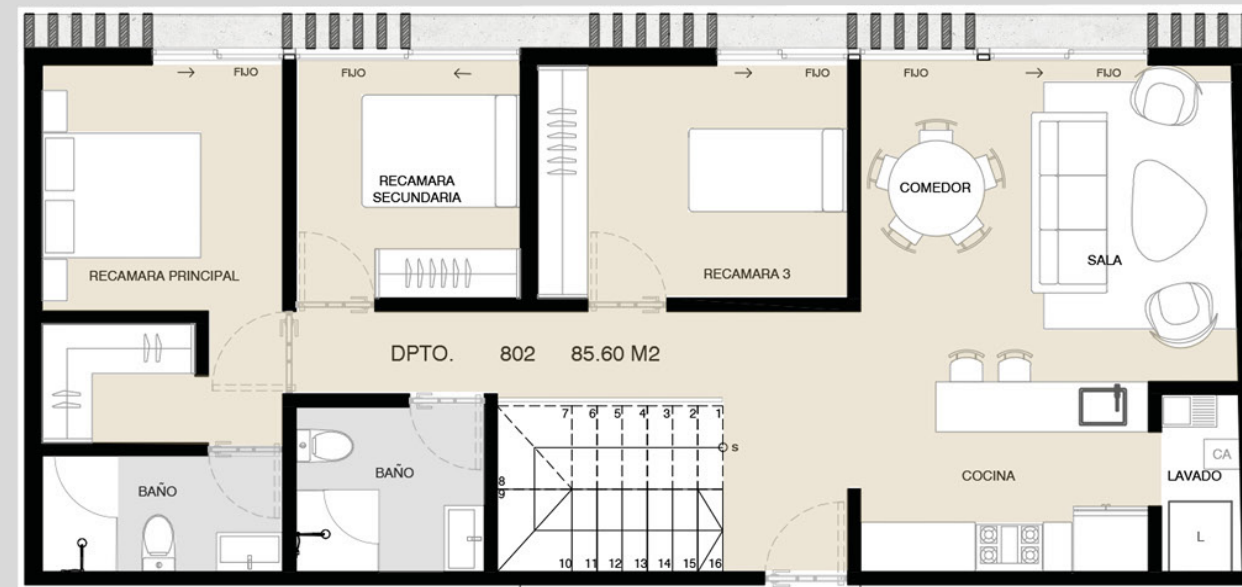 → FIJO
FIJO ←
→ FIJO
FIJO → FIJO
RECAMARA
SECUNDARIA
COMEDOR
RECAMARA PRINCIPAL
RECAMARA 3
SALA
DPTO. 802 85.60 M2
7 6 5 4 3 2 1
S
CA
BAÑO
COCINA
LAVADO
8
BAÑO
9
L
10 11 12 13 14 15 16